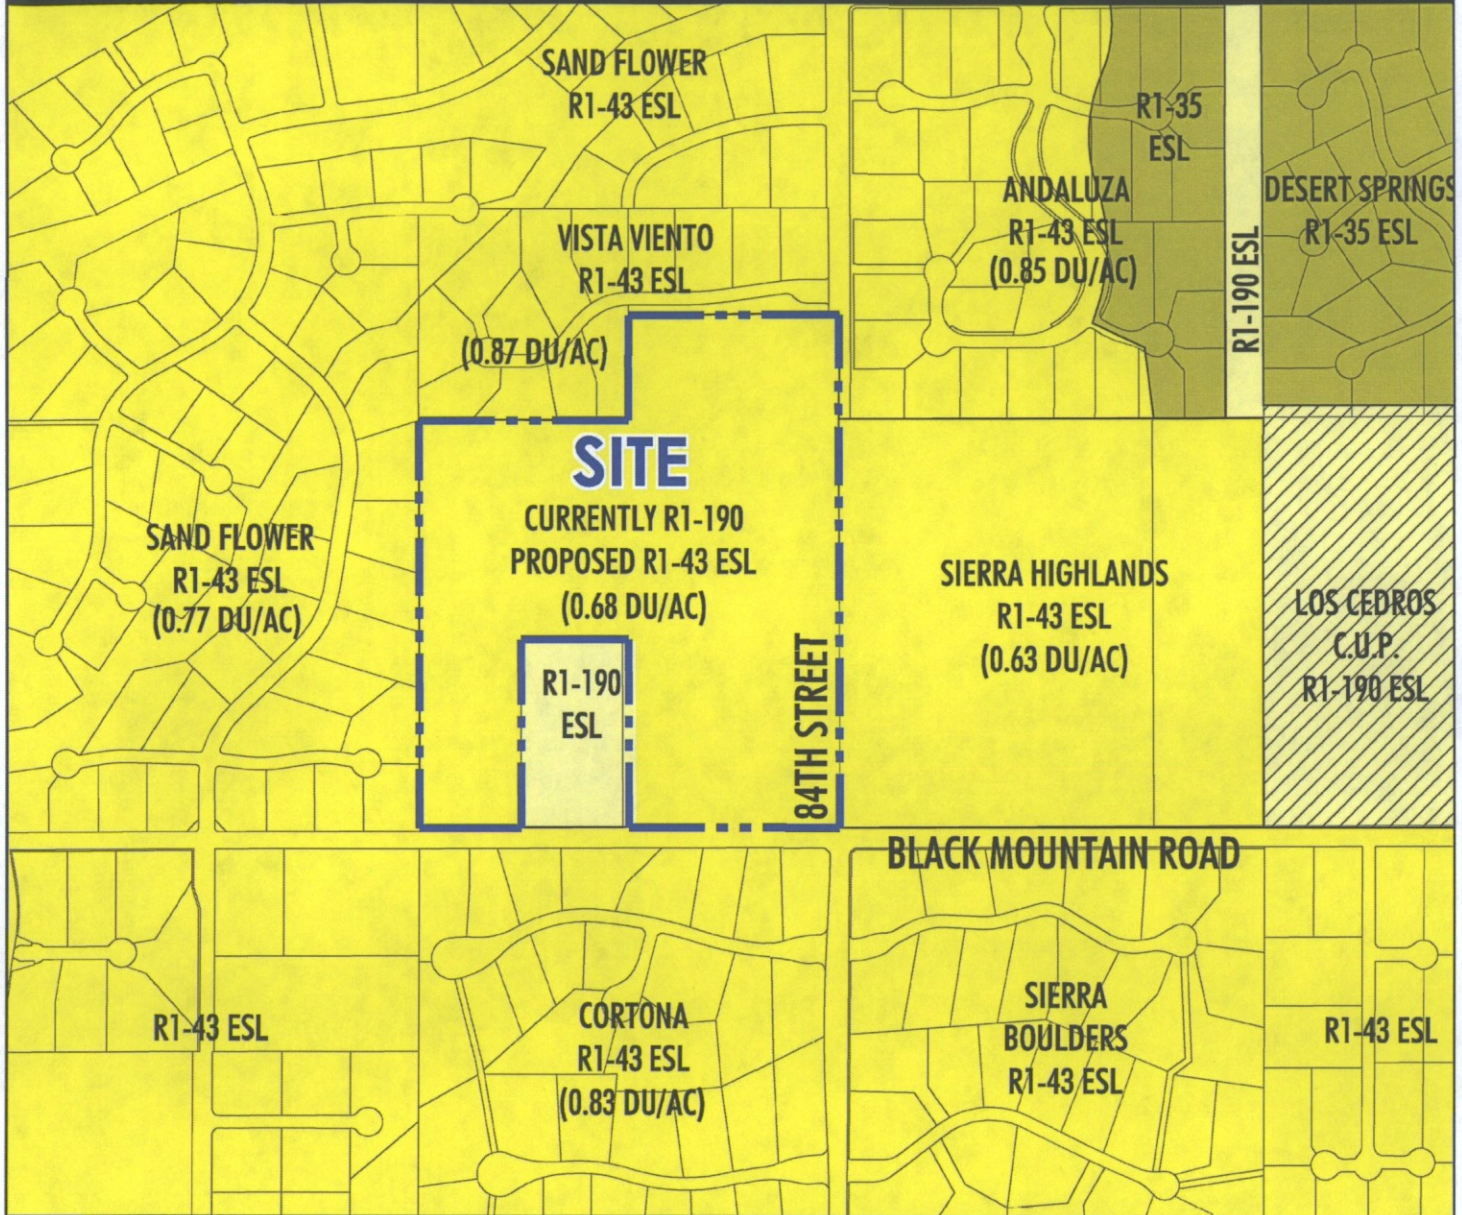 SAND FLOWER
R1-43 ESL
R1-35
ESL
ANDALUZA
R1-43 ESL
(0.85 DU/AC)
DESERT SPRINGS
R1-35 ESL
R1-190 ESL
VISTA VIENTO
R1-43 ESL
(0.87 DU/AC)
SITE
CURRENTLY R1-190
PROPOSED R1-43 ESL
(0.68 DU/AC)
SAND FLOWER
R1-43 ESL
(0.77 DU/AC)
R1-190
ESL
84TH STREET
SIERRA HIGHLANDS
R1-43 ESL
(0.63 DU/AC)
LOS CEDROS
C.U.P.
R1-190 ESL
BLACK MOUNTAIN ROAD
R1-43 ESL
CORTONA
R1-43 ESL
(0.83 DU/AC)
SIERRA
BOULDERS
R1-43 ESL
R1-43 ESL